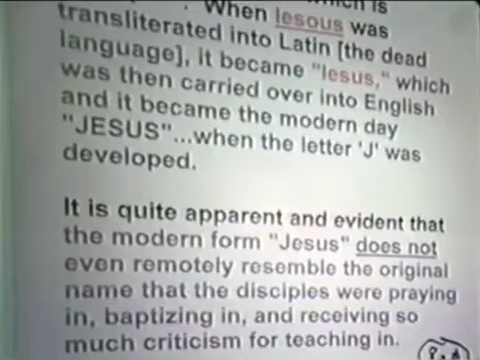 is
. When Iesous was
transliterated into Latin [the dead
language], it became "Iesus," which
was then carried over into English
and it became the modern day
"JESUS"...when the letter 'J' was
developed.
It is quite apparent and evident that
the modern form "Jesus" does not
even remotely resemble the original
name that the disciples were praying
in, baptizing in, and receiving so
much criticism for teaching in.